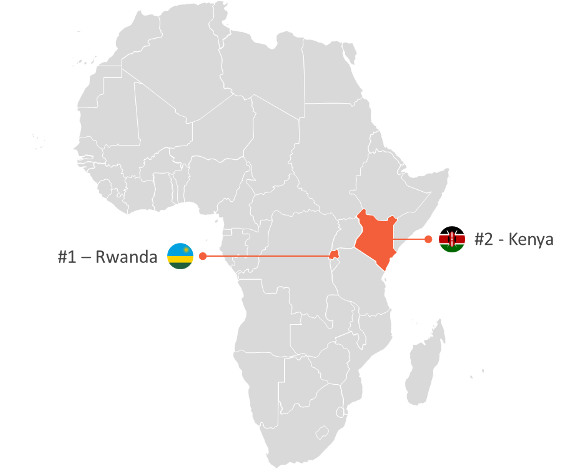 #1 – Rwanda
#2 - Kenya